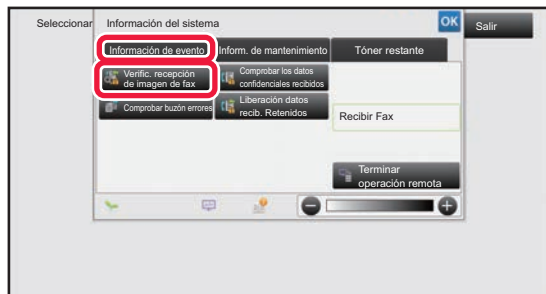 Seleccionar
Información del sistema
OK
Salir
Información de evento
Inform. de mantenimiento
Tóner restante
Verific. recepción
de imagen de fax
Comprobar los datos
confidenciales recibidos
Comprobar buzón errores
Liberación datos
recib. Retenidos
Recibir Fax
Terminar
operación remota